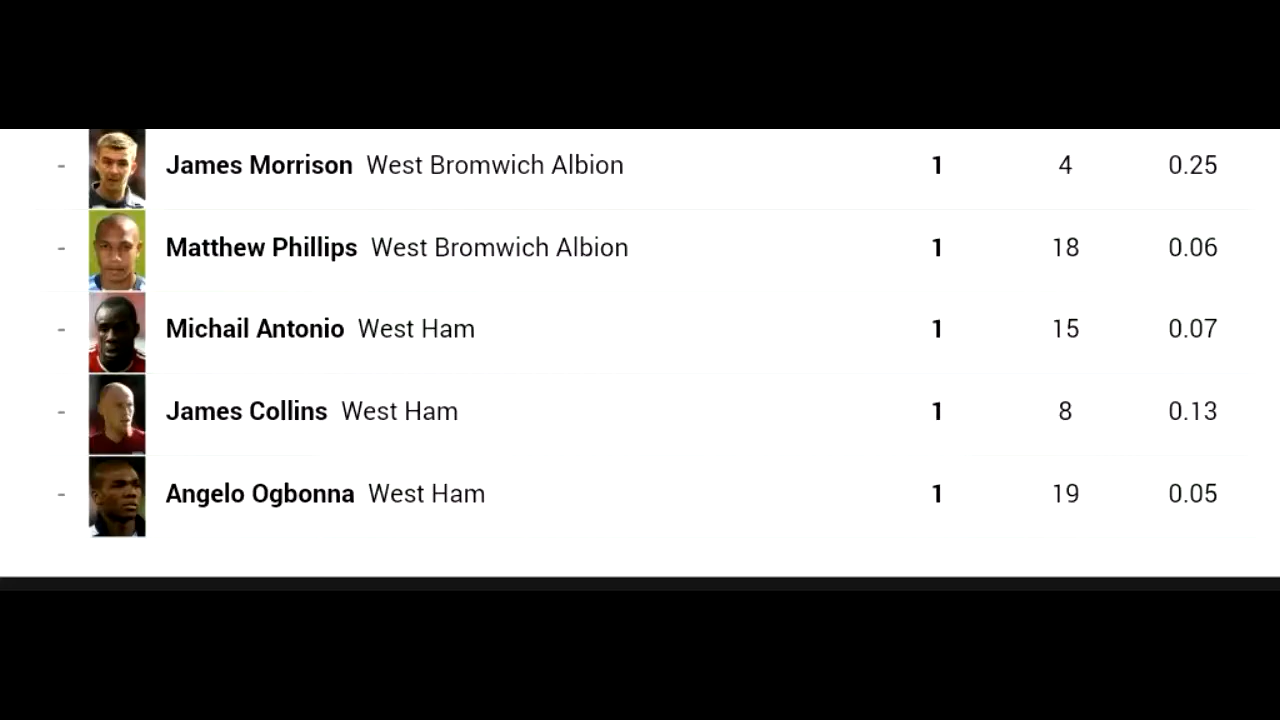 - James Morrison West Bromwich Albion 1 4 0.25
- Matthew Phillips West Bromwich Albion 1 18 0.06
- Michail Antonio West Ham 1 15 0.07
- James Collins West Ham 1 8 0.13
- Angelo Ogbonna West Ham 1 19 0.05